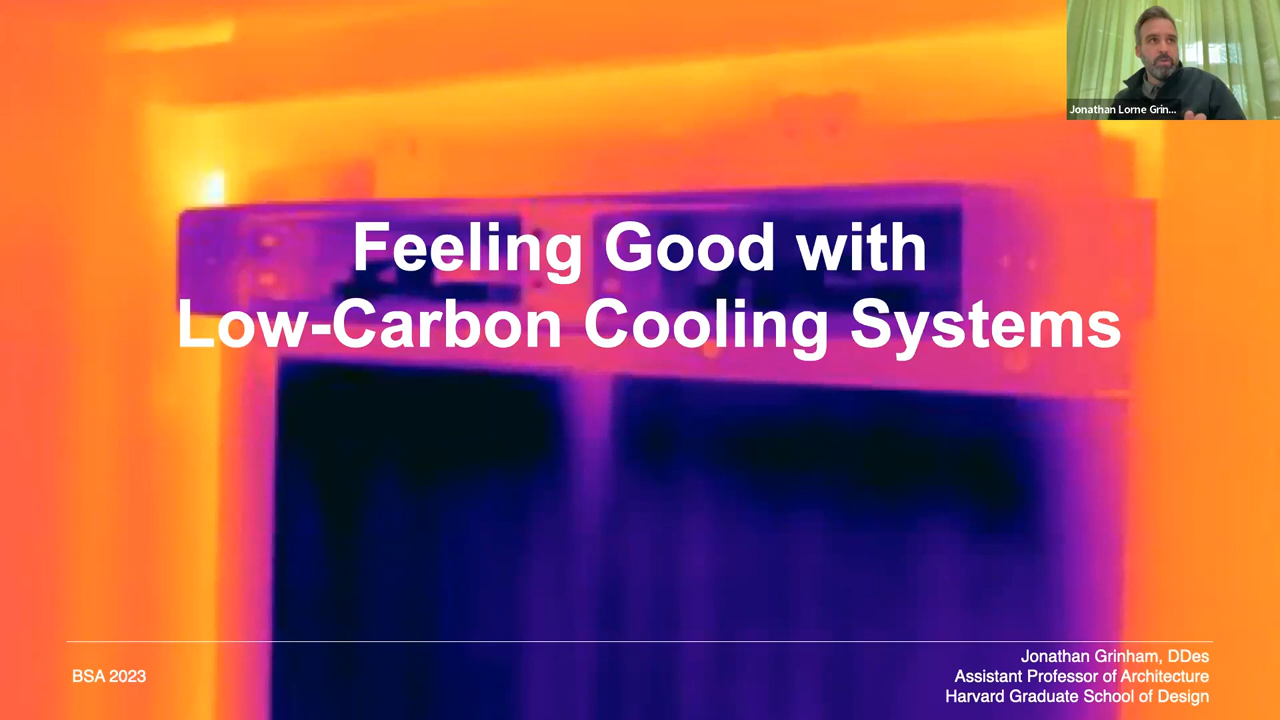 Jonathan Lorne Grin...
Feeling Good with
Low-Carbon Cooling Systems
BSA 2023
Jonathan Grinham, DDes
Assistant Professor of Architecture
Harvard Graduate School of Design